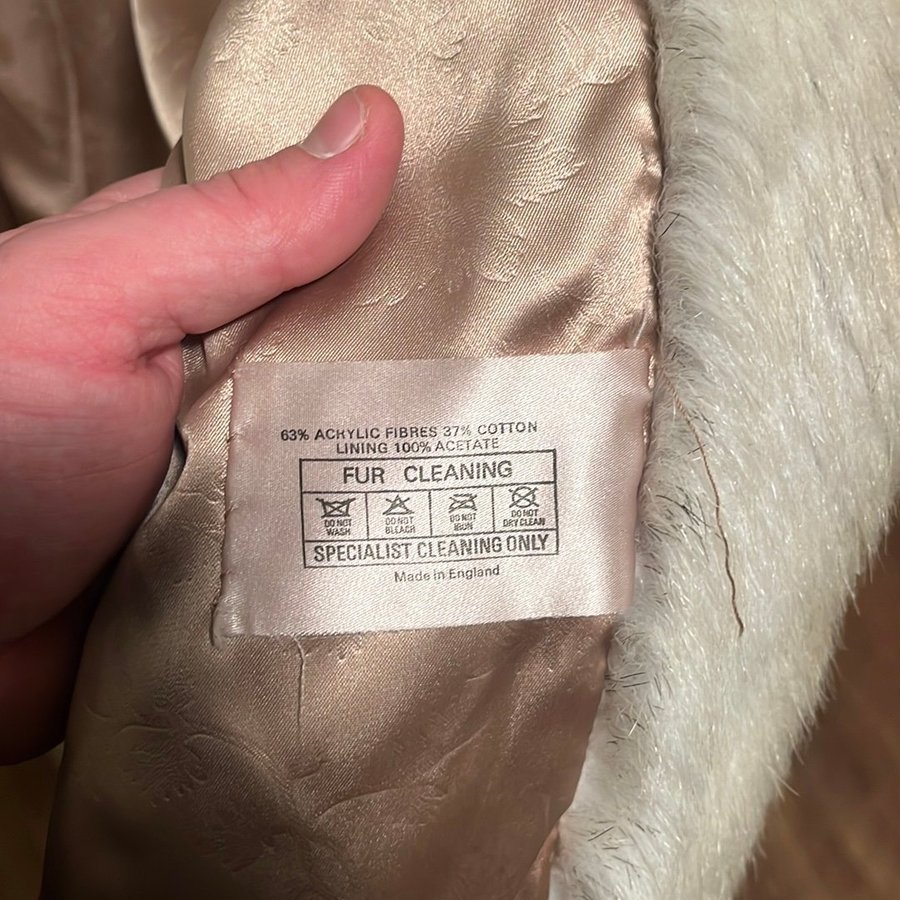 63% ACRYLIC FIBRES 37% COTTON
LINING 100% ACETATE
FUR CLEANING
DO NOT WASH DO NOT BLEACH DO NOT IRON DO NOT DRY CLEAN
SPECIALIST CLEANING ONLY
Made in England